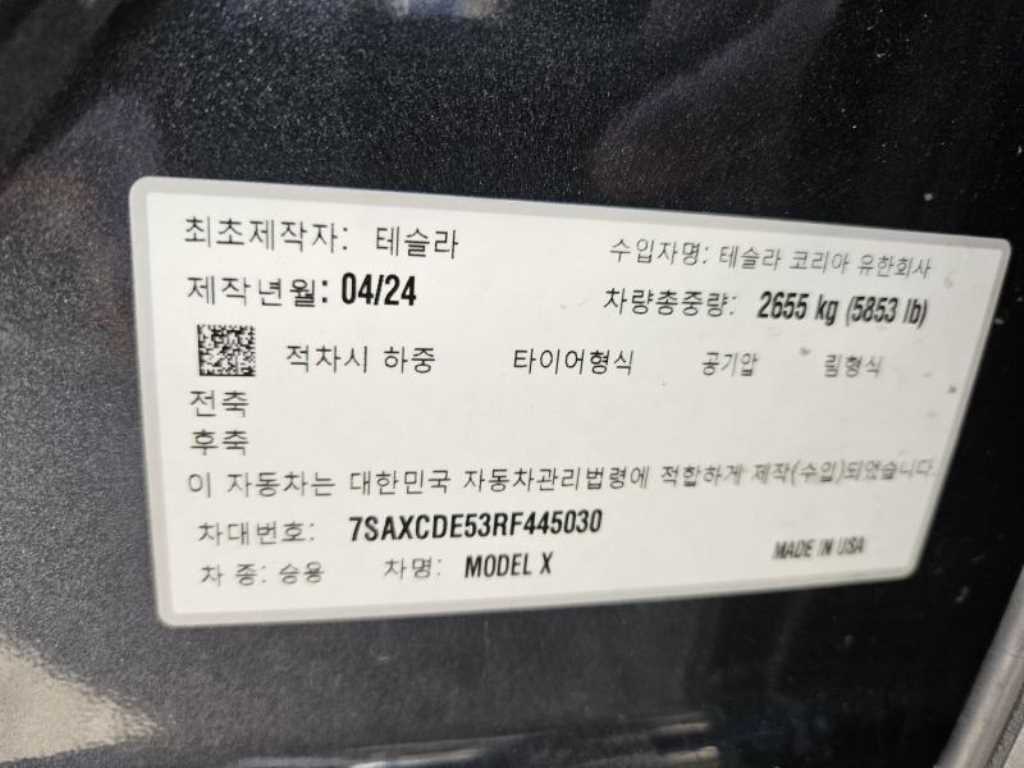 최초제작자: 테슬라 수입자명: 테슬라 코리아 유한회사
제작년월: 04/24 차량총중량: 2655 kg (5853 lb)
적차시 하중 타이어형식 공기압 림형식
전축
후축
이 자동차는 대한민국 자동차관리법령에 적합하게 제작(수입)되었습니다.
차대번호: 7SAXCDE53RF445030
차 종: 승용 차명: MODEL X MADE IN USA